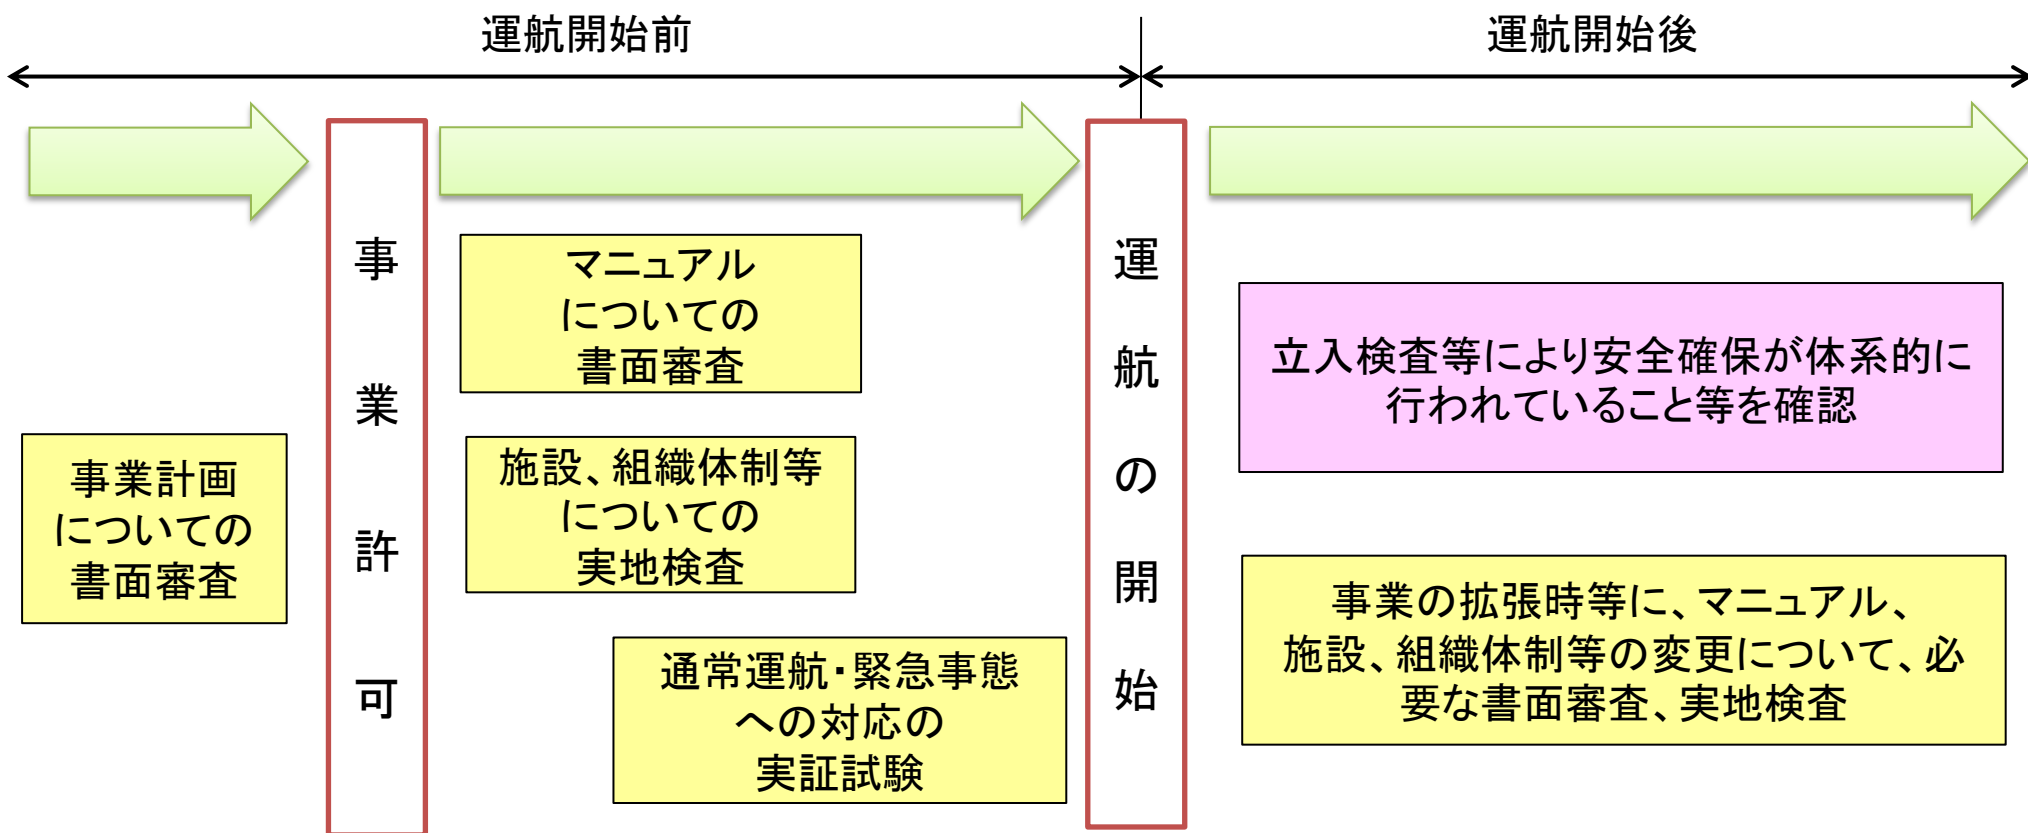 運航開始前
運航開始後
事業計画
についての
書面審査
事業許可
マニュアル
についての
書面審査
施設、組織体制等
についての
実地検査
通常運航・緊急事態
への対応の
実証試験
運航の開始
立入検査等により安全確保が体系的に
行われていること等を確認
事業の拡張時等に、マニュアル、
施設、組織体制等の変更について、必
要な書面審査、実地検査